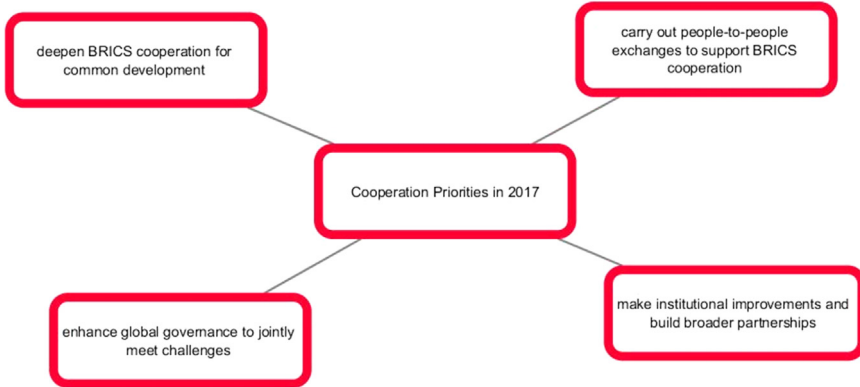 deepen BRICS cooperation for
common development
carry out people-to-people
exchanges to support BRICS
cooperation
Cooperation Priorities in 2017
enhance global governance to jointly
meet challenges
make institutional improvements and
build broader partnerships